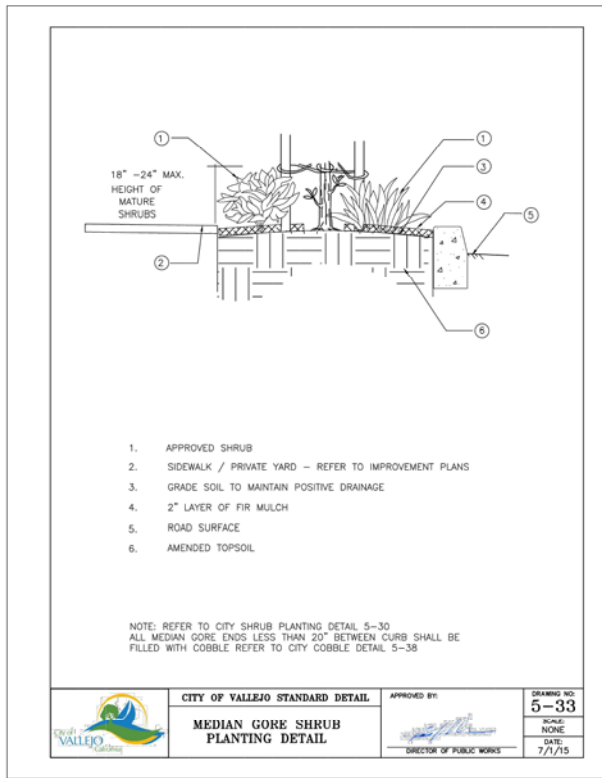 1
1
18" -24" MAX.
HEIGHT OF
MATURE
SHRUBS
3
4
5
2
6
1. APPROVED SHRUB
2. SIDEWALK / PRIVATE YARD – REFER TO IMPROVEMENT PLANS
3. GRADE SOIL TO MAINTAIN POSITIVE DRAINAGE
4. 2" LAYER OF FIR MULCH
5. ROAD SURFACE
6. AMENDED TOPSOIL
NOTE: REFER TO CITY SHRUB PLANTING DETAIL 5-30
ALL MEDIAN GORE ENDS LESS THAN 20" BETWEEN CURB SHALL BE
FILLED WITH COBBLE REFER TO CITY COBBLE DETAIL 5-38
City of
VALLEJO
California
CITY OF VALLEJO STANDARD DETAIL
MEDIAN GORE SHRUB
PLANTING DETAIL
APPROVED BY:
DIRECTOR OF PUBLIC WORKS
DRAWING NO:
5-33
SCALE:
NONE
DATE:
7/1/15